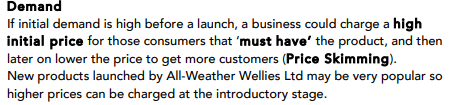 Demand
If initial demand is high before a launch, a business could charge a high
initial price for those consumers that ‘must have’ the product, and then
later on lower the price to get more customers (Price Skimming).
New products launched by All-Weather Wellies Ltd may be very popular so
higher prices can be charged at the introductory stage.